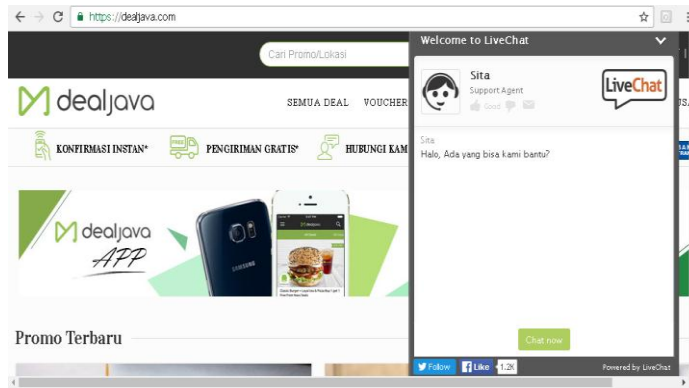 https://dealjava.com
Cari Promo/Lokasi
dealjava
SEMUA DEAL VOUCHER
KONFIRMASI INSTAN*
FREE
PENGIRIMAN GRATIS*
HUBUNGI KAM
dealjava
APP
SAMSUNG
dealjava
Promo Terbaru
Welcome to LiveChat
Sita
Support Agent
Good
LiveChat
Sita
Halo, Ada yang bisa kami bantu?
Chat now
Follow
Like
1.2K
Powered by LiveChat